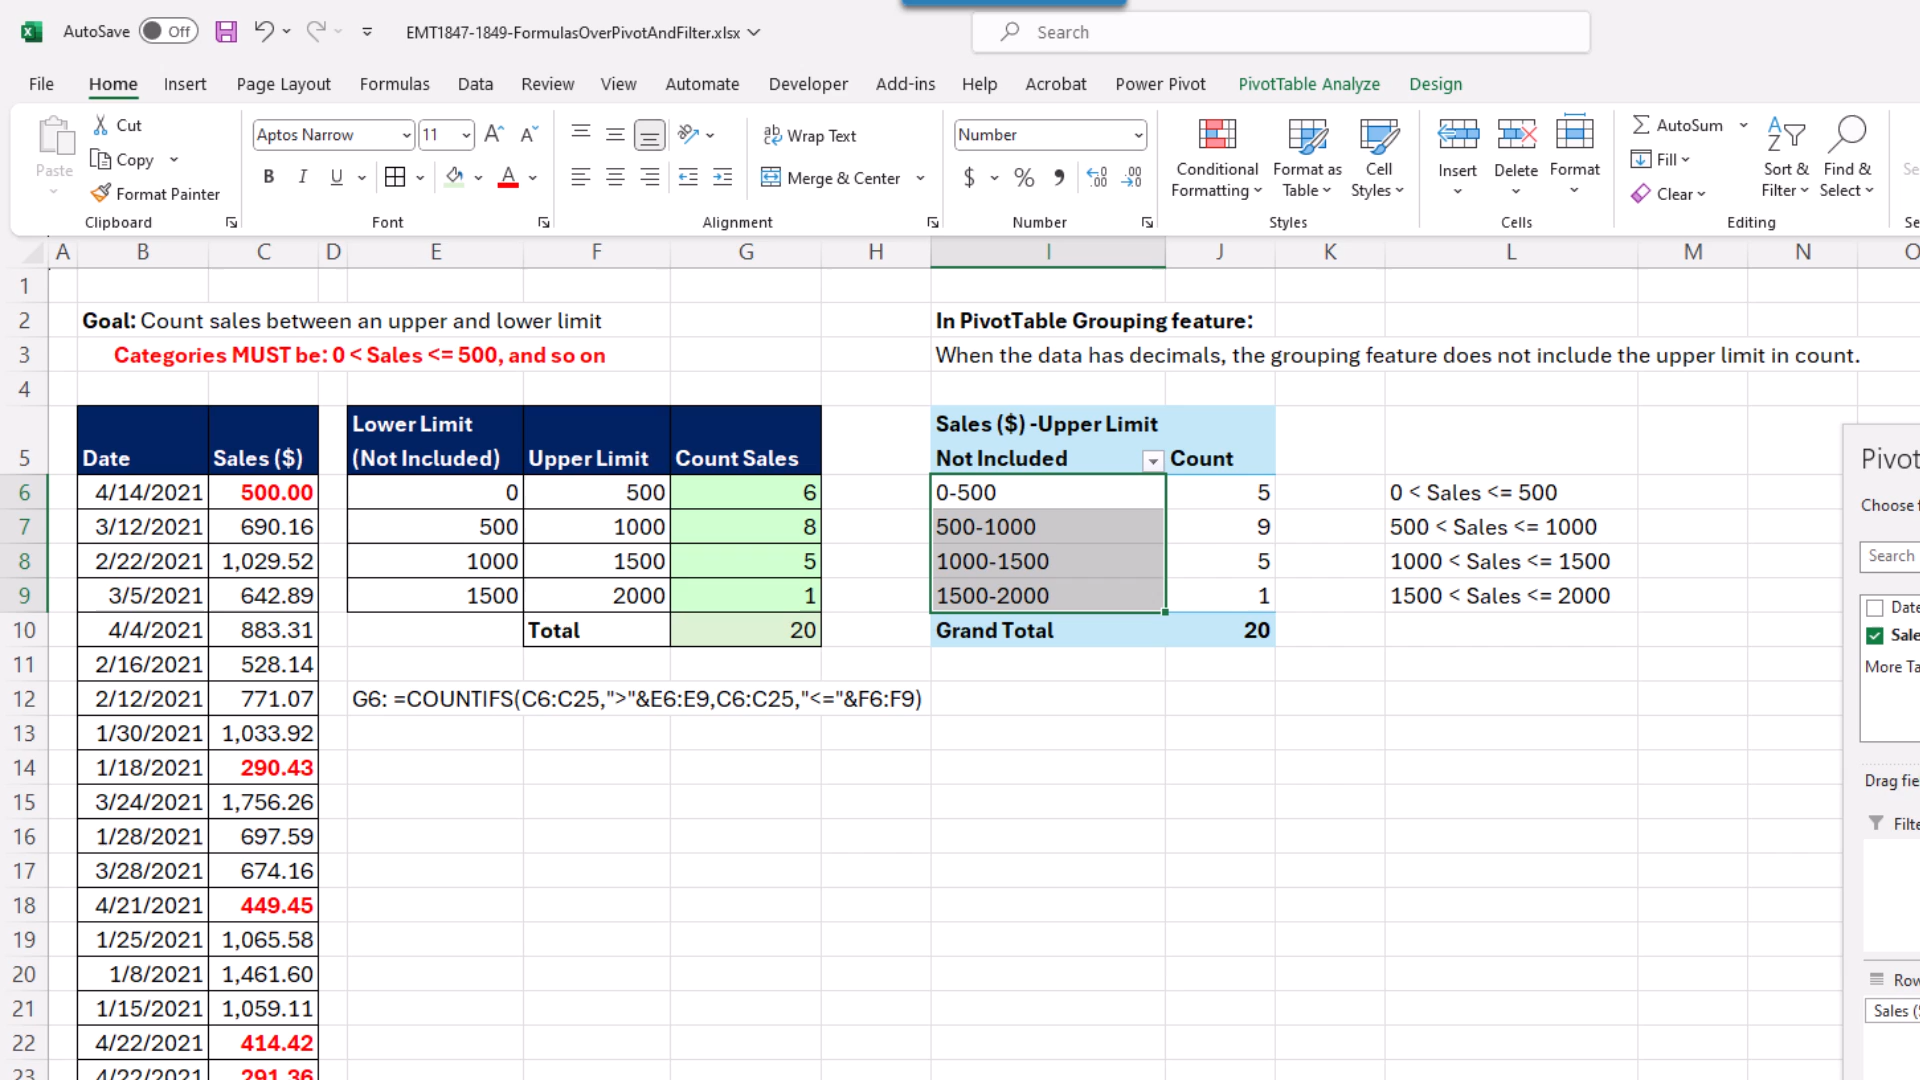 AutoSave Off EMT1847-1849-FormulasOverPivotAndFilter.xlsx Search
File Home Insert Page Layout Formulas Data Review View Automate Developer Add-ins Help Acrobat Power Pivot PivotTable Analyze Design
Paste Cut Copy Format Painter Clipboard
Aptos Narrow 11 A^ A B I U A Font
ab Wrap Text Merge & Center Alignment
Number $ % 9 Number
Conditional Formatting Format as Table Cell Styles Styles
Insert Delete Format Cells
AutoSum Fill Clear Sort & Filter Find & Select Editing
A B C D E F G H I J K L M N O
1
2 Goal: Count sales between an upper and lower limit In PivotTable Grouping feature:
3 Categories MUST be: 0 < Sales <= 500, and so on When the data has decimals, the grouping feature does not include the upper limit in count.
4
Lower Limit Sales ($) -Upper Limit
5 Date Sales ($) (Not Included) Upper Limit Count Sales Not Included Count
6 4/14/2021 500.00 0 500 6 0-500 5 0 < Sales <= 500
7 3/12/2021 690.16 500 1000 8 500-1000 9 500 < Sales <= 1000
8 2/22/2021 1,029.52 1000 1500 5 1000-1500 5 1000 < Sales <= 1500
9 3/5/2021 642.89 1500 2000 1 1500-2000 1 1500 < Sales <= 2000
10 4/4/2021 883.31 Total 20 Grand Total 20
11 2/16/2021 528.14
12 2/12/2021 771.07 G6: =COUNTIFS(C6:C25,">"&E6:E9,C6:C25,"<="&F6:F9)
13 1/30/2021 1,033.92
14 1/18/2021 290.43
15 3/24/2021 1,756.26
16 1/28/2021 697.59
17 3/28/2021 674.16
18 4/21/2021 449.45
19 1/25/2021 1,065.58
20 1/8/2021 1,461.60
21 1/15/2021 1,059.11
22 4/22/2021 414.42
23 4/22/2021 291.36
Pivot
Choose
Search
Date
Sale
More Ta
Drag fie
Filte
Row
Sales (